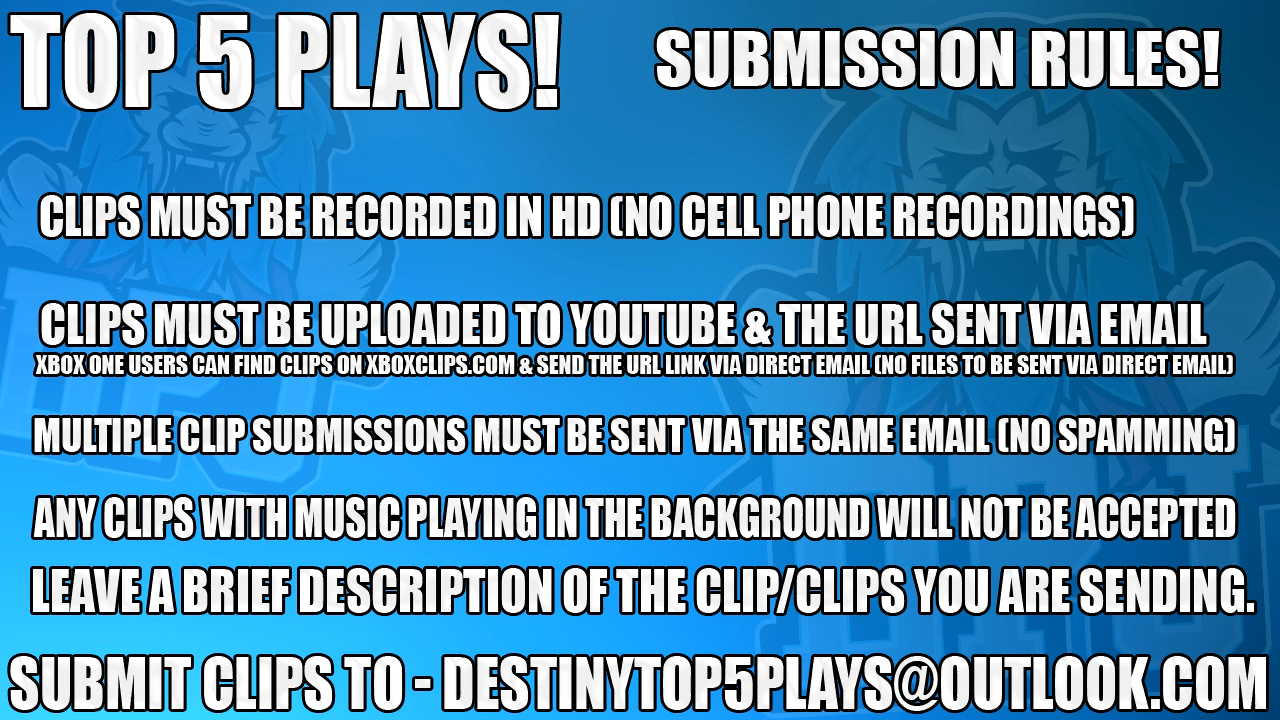 TOP 5 PLAYS!
SUBMISSION RULES!
CLIPS MUST BE RECORDED IN HD (NO CELL PHONE RECORDINGS)
CLIPS MUST BE UPLOADED TO YOUTUBE & THE URL SENT VIA EMAIL
XBOX ONE USERS CAN FIND CLIPS ON XBOXCLIPS.COM & SEND THE URL LINK VIA DIRECT EMAIL (NO FILES TO BE SENT VIA DIRECT EMAIL)
MULTIPLE CLIP SUBMISSIONS MUST BE SENT VIA THE SAME EMAIL (NO SPAMMING)
ANY CLIPS WITH MUSIC PLAYING IN THE BACKGROUND WILL NOT BE ACCEPTED
LEAVE A BRIEF DESCRIPTION OF THE CLIP/CLIPS YOU ARE SENDING.
SUBMIT CLIPS TO - DESTINYTOP5PLAYS@OUTLOOK.COM